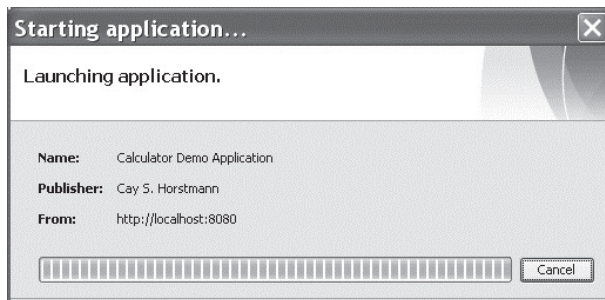 Starting application...
Launching application.
Name: Calculator Demo Application
Publisher: Cay S. Horstmann
From: http://localhost:8080
Cancel